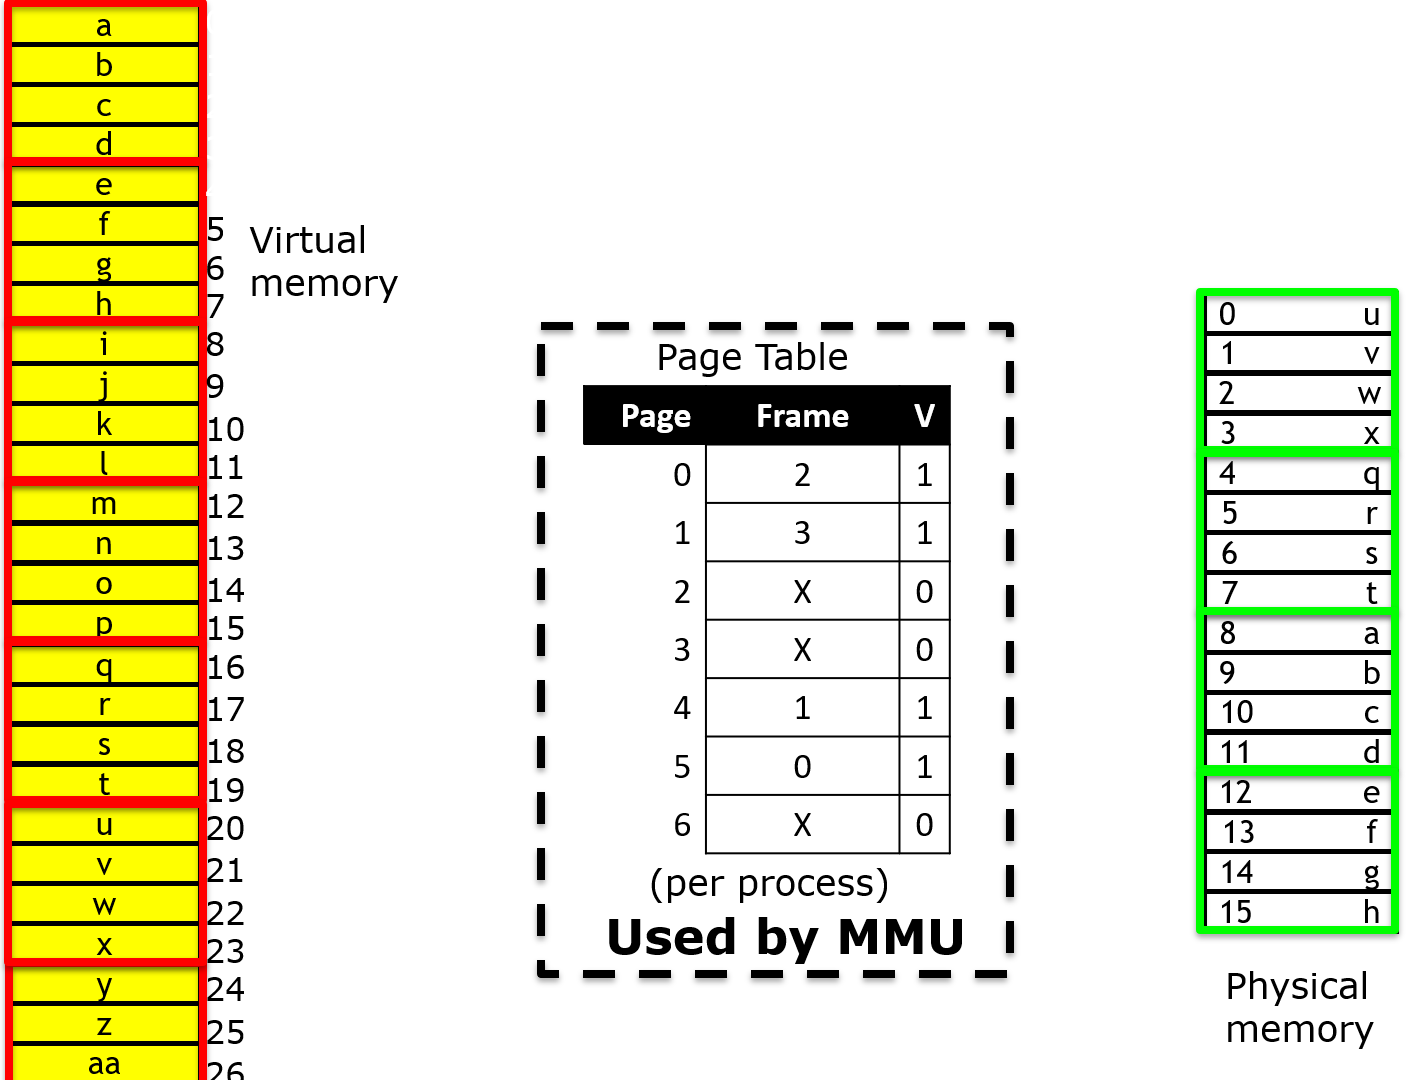 a
b
c
d
e
f 5
g 6
h 7
i 8
j 9
k 10
l 11
m 12
n 13
o 14
p 15
q 16
r 17
s 18
t 19
u 20
v 21
w 22
x 23
y 24
z 25
aa 26
Virtual
memory
Page Table
Page Frame V
0 2 1
1 3 1
2 X 0
3 X 0
4 1 1
5 0 1
6 X 0
(per process)
Used by MMU
0 u
1 v
2 w
3 x
4 q
5 r
6 s
7 t
8 a
9 b
10 c
11 d
12 e
13 f
14 g
15 h
Physical
memory